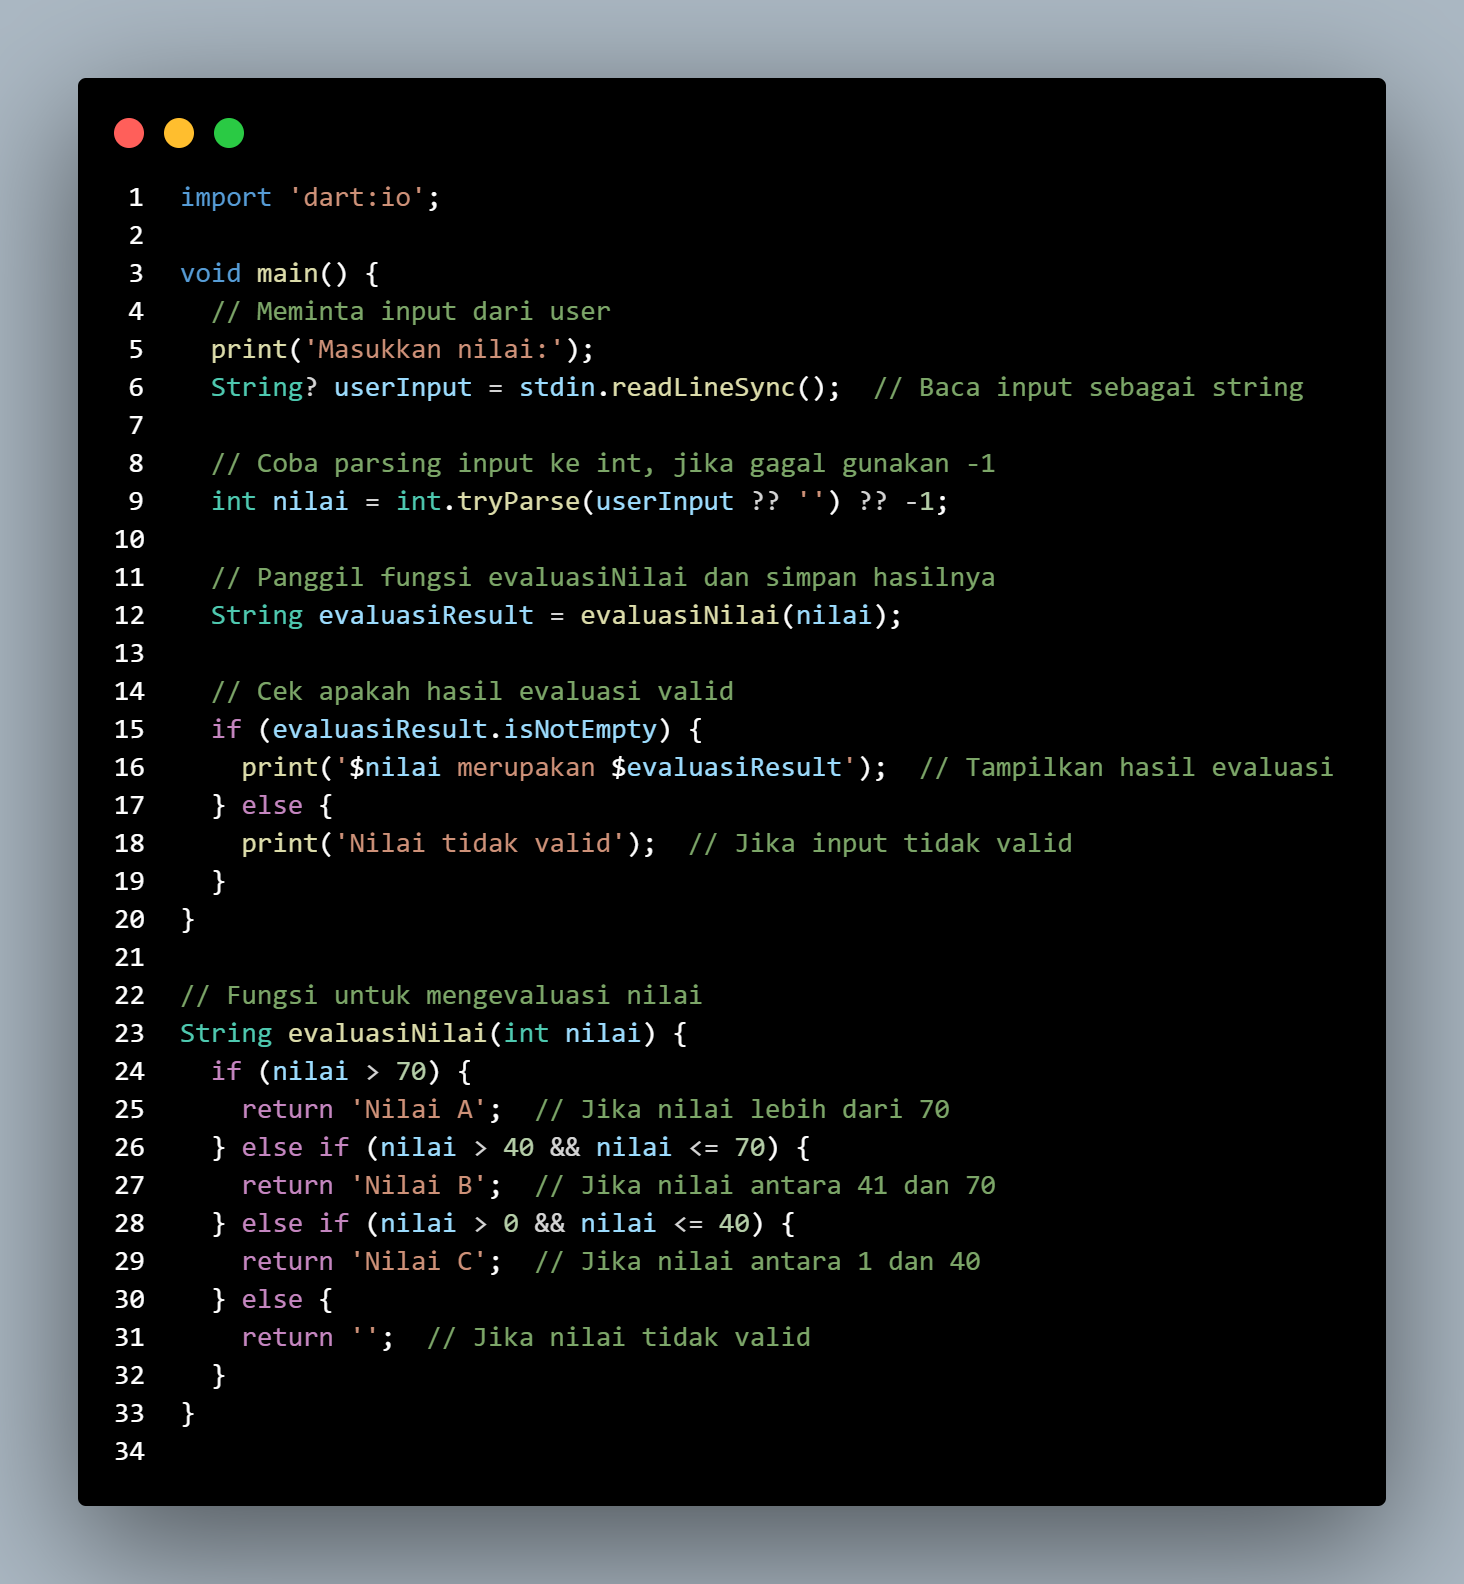 1 import 'dart:io';
2
3 void main() {
4   // Meminta input dari user
5   print('Masukkan nilai:');
6   String? userInput = stdin.readLineSync();  // Baca input sebagai string
7
8   // Coba parsing input ke int, jika gagal gunakan -1
9   int nilai = int.tryParse(userInput ?? '') ?? -1;
10
11   // Panggil fungsi evaluasiNilai dan simpan hasilnya
12   String evaluasiResult = evaluasiNilai(nilai);
13
14   // Cek apakah hasil evaluasi valid
15   if (evaluasiResult.isNotEmpty) {
16     print('$nilai merupakan $evaluasiResult');  // Tampilkan hasil evaluasi
17   } else {
18     print('Nilai tidak valid');  // Jika input tidak valid
19   }
20 }
21
22 // Fungsi untuk mengevaluasi nilai
23 String evaluasiNilai(int nilai) {
24   if (nilai > 70) {
25     return 'Nilai A';  // Jika nilai lebih dari 70
26   } else if (nilai > 40 && nilai <= 70) {
27     return 'Nilai B';  // Jika nilai antara 41 dan 70
28   } else if (nilai > 0 && nilai <= 40) {
29     return 'Nilai C';  // Jika nilai antara 1 dan 40
30   } else {
31     return '';  // Jika nilai tidak valid
32   }
33 }
34